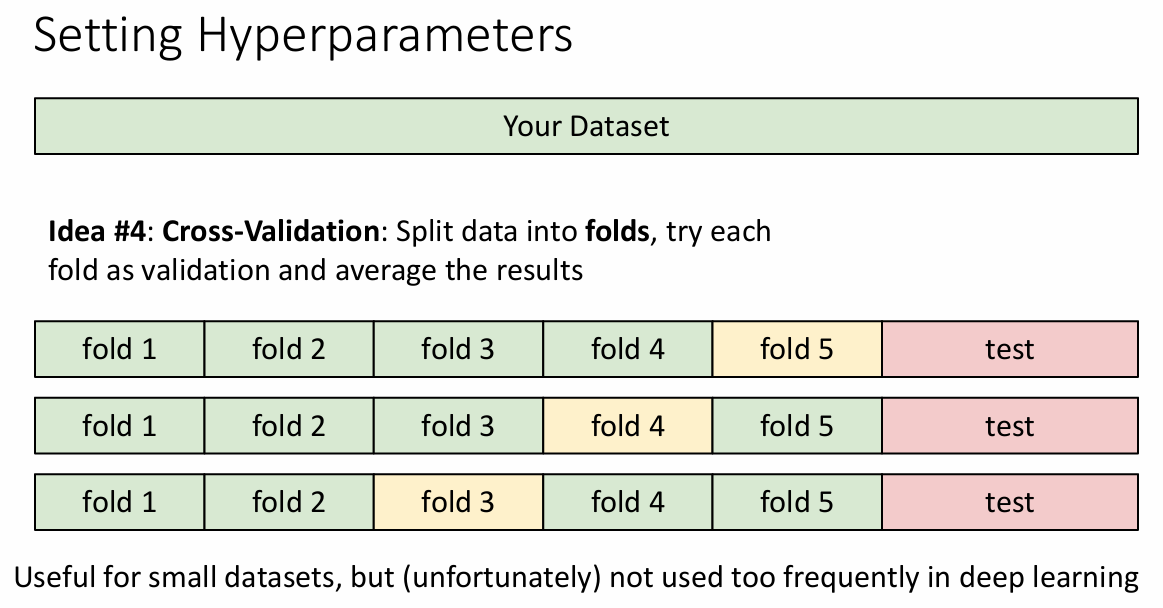 Setting Hyperparameters
Your Dataset
Idea #4: Cross-Validation: Split data into folds, try each
fold as validation and average the results
fold 1 fold 2 fold 3 fold 4 fold 5 test
fold 1 fold 2 fold 3 fold 4 fold 5 test
fold 1 fold 2 fold 3 fold 4 fold 5 test
Useful for small datasets, but (unfortunately) not used too frequently in deep learning